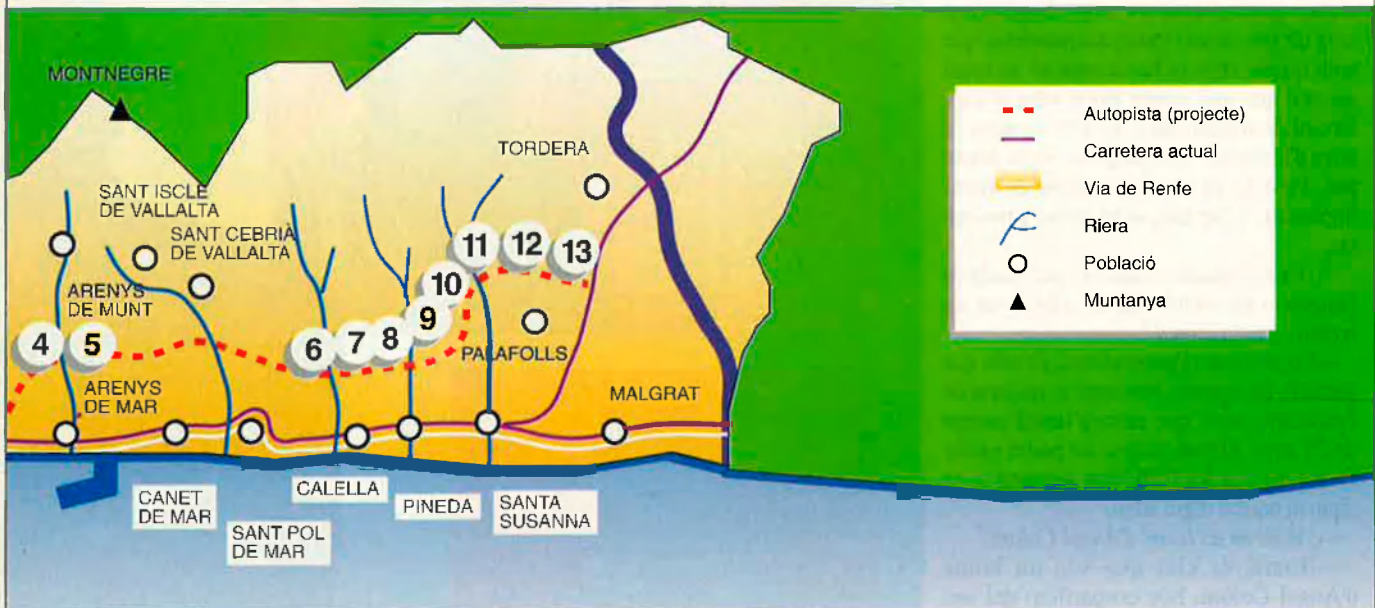 MONTNEGRE
SANT ISCLE
DE VALLALTA
SANT CEBRIÀ
DE VALLALTA
TORDERA
ARENYS
DE MUNT
4
5
6
7
8
9
10
11
12
13
PALAFOLLS
ARENYS
DE MAR
MALGRAT
CANET
DE MAR
SANT POL
DE MAR
CALELLA
PINEDA
SANTA
SUSANNA
Autopista (projecte)
Carretera actual
Via de Renfe
Riera
Població
Muntanya